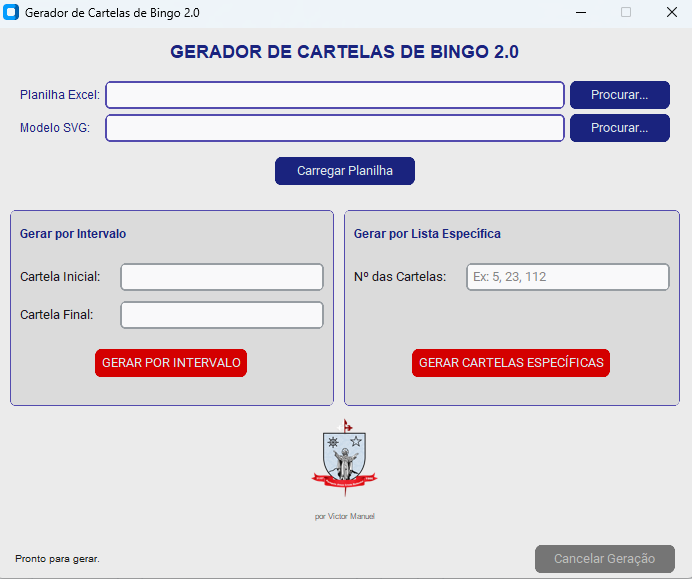 Gerador de Cartelas de Bingo 2.0
GERADOR DE CARTELAS DE BINGO 2.0
Planilha Excel:
Procurar...
Modelo SVG:
Procurar...
Carregar Planilha
Gerar por Intervalo
Cartela Inicial:
Cartela Final:
GERAR POR INTERVALO
Gerar por Lista Específica
Nº das Cartelas:
Ex: 5, 23, 112
GERAR CARTELAS ESPECÍFICAS
por Victor Manuel
Pronto para gerar.
Cancelar Geração